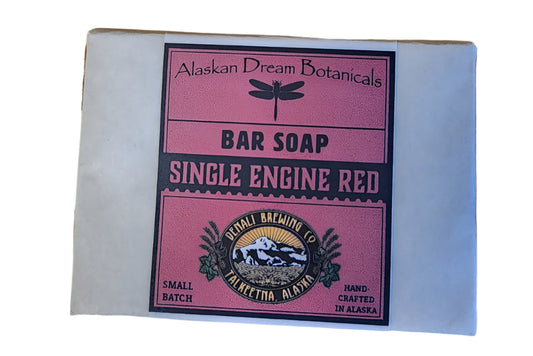 Alaskan Dream Botanicals
BAR SOAP
SINGLE ENGINE RED
DENALI BREWING CO
TALKEETNA, ALASKA
SMALL
BATCH
HAND-
CRAFTED
IN ALASKA